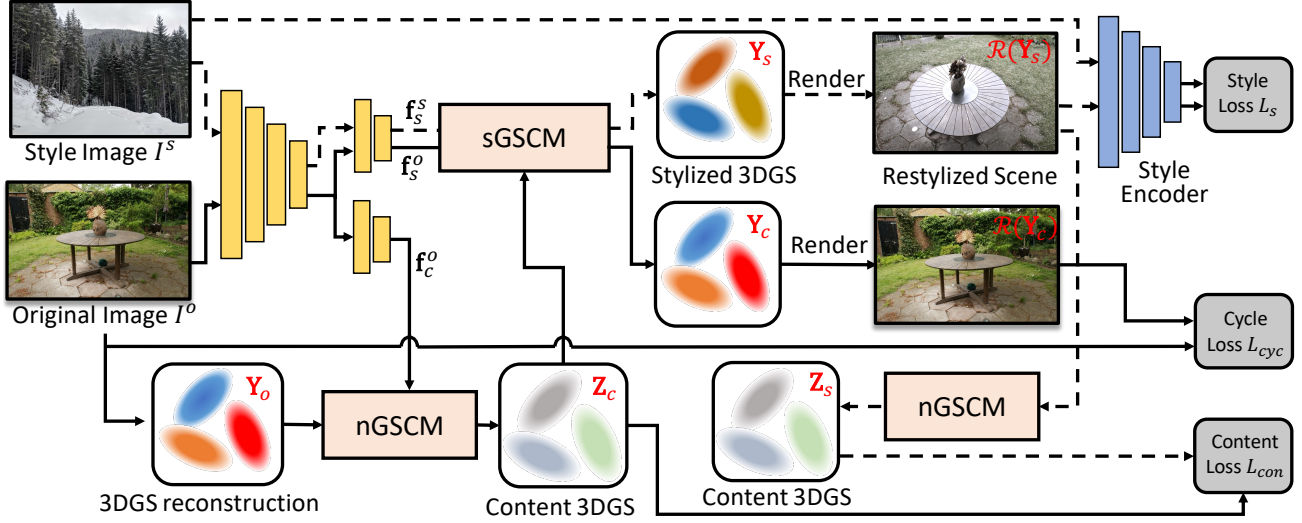 Style Image I^s
Original Image I^o
f_s^s
f_s^o
f_c^o
sGSCM
Y_s
Stylized 3DGS
Render
R(Y_s)
Restylized Scene
Style
Encoder
Style
Loss L_s
Y_c
Render
R(Y_c)
Cycle
Loss L_cyc
Y_o
3DGS reconstruction
nGSCM
Z_c
Content 3DGS
Z_s
Content 3DGS
nGSCM
Content
Loss L_con